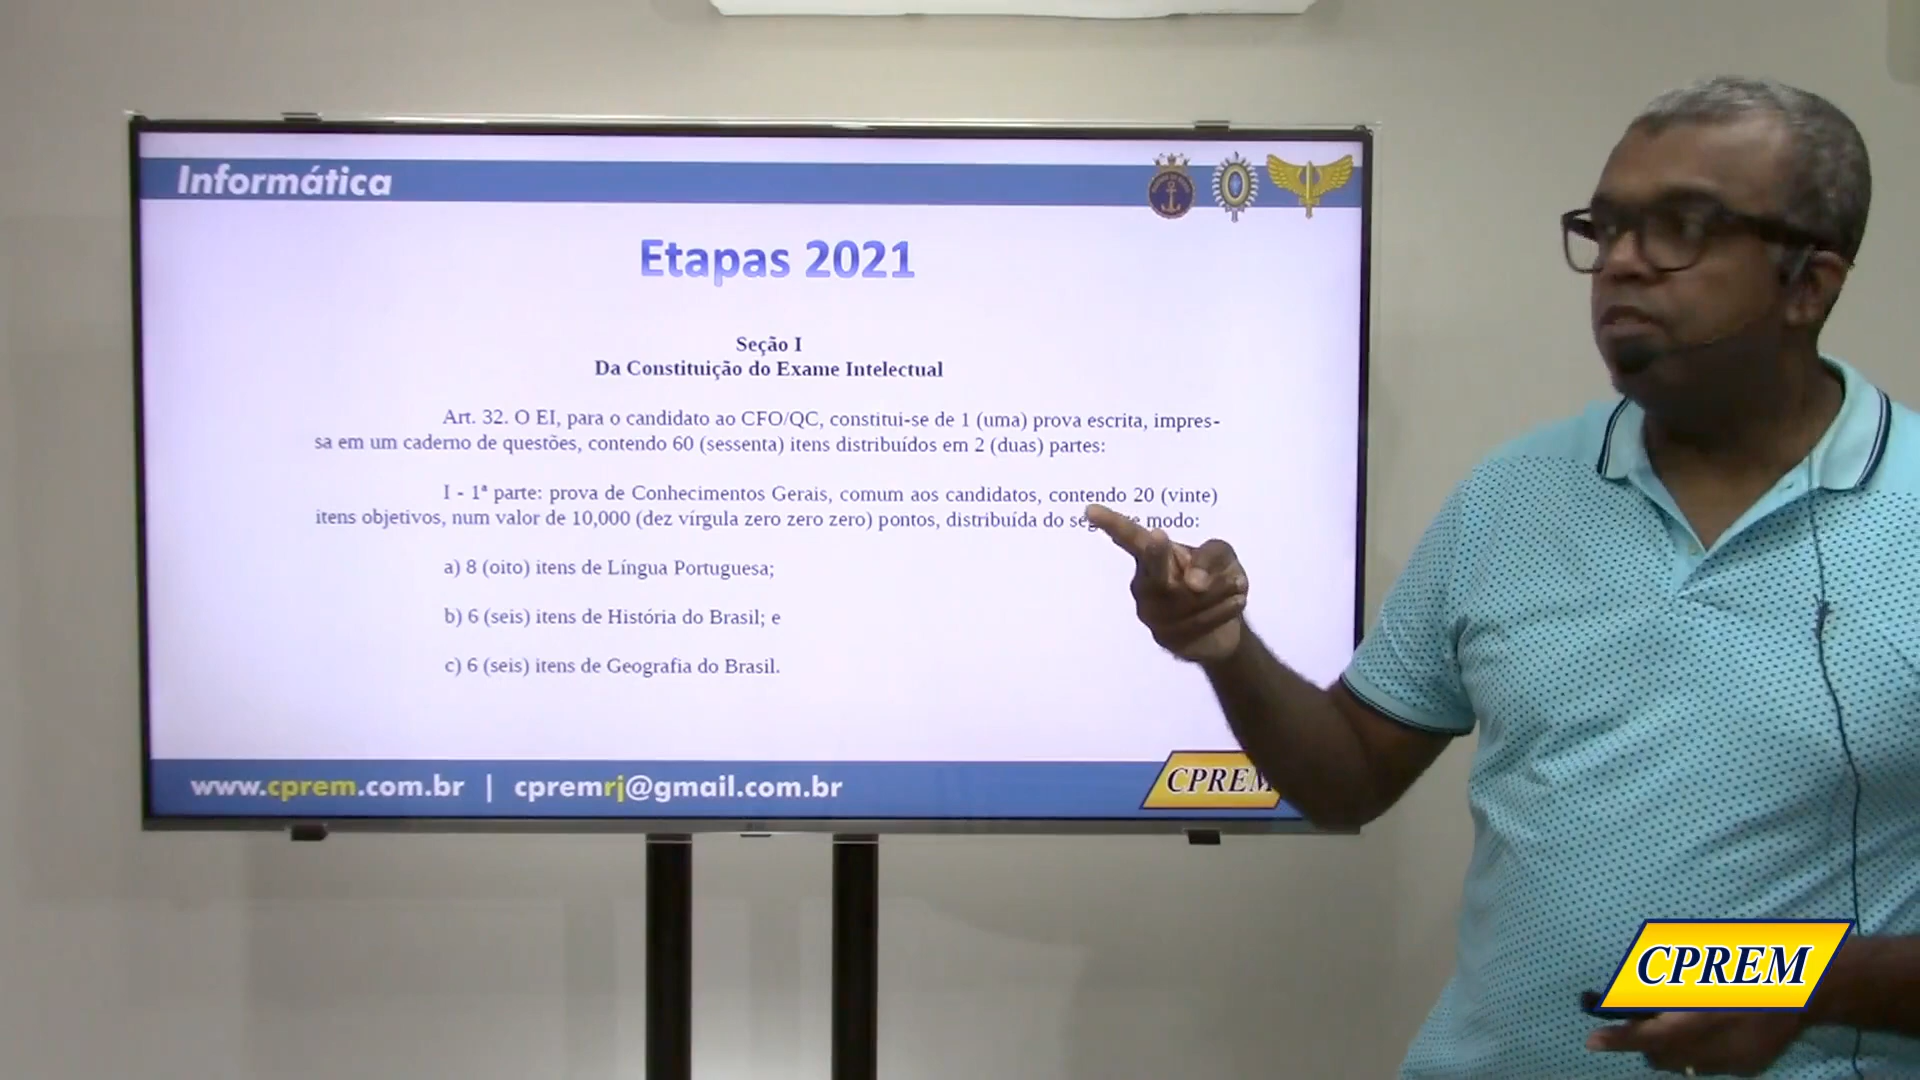 Informática
Etapas 2021
Seção I
Da Constituição do Exame Intelectual
Art. 32. O EI, para o candidato ao CFO/QC, constitui-se de 1 (uma) prova escrita, impres-
sa em um caderno de questões, contendo 60 (sessenta) itens distribuídos em 2 (duas) partes:
I - 1ª parte: prova de Conhecimentos Gerais, comum aos candidatos, contendo 20 (vinte)
itens objetivos, num valor de 10,000 (dez vírgula zero zero zero) pontos, distribuída do modo:
a) 8 (oito) itens de Língua Portuguesa;
b) 6 (seis) itens de História do Brasil; e
c) 6 (seis) itens de Geografia do Brasil.
www.cprem.com.br | cpremrj@gmail.com.br
CPREM
CPREM